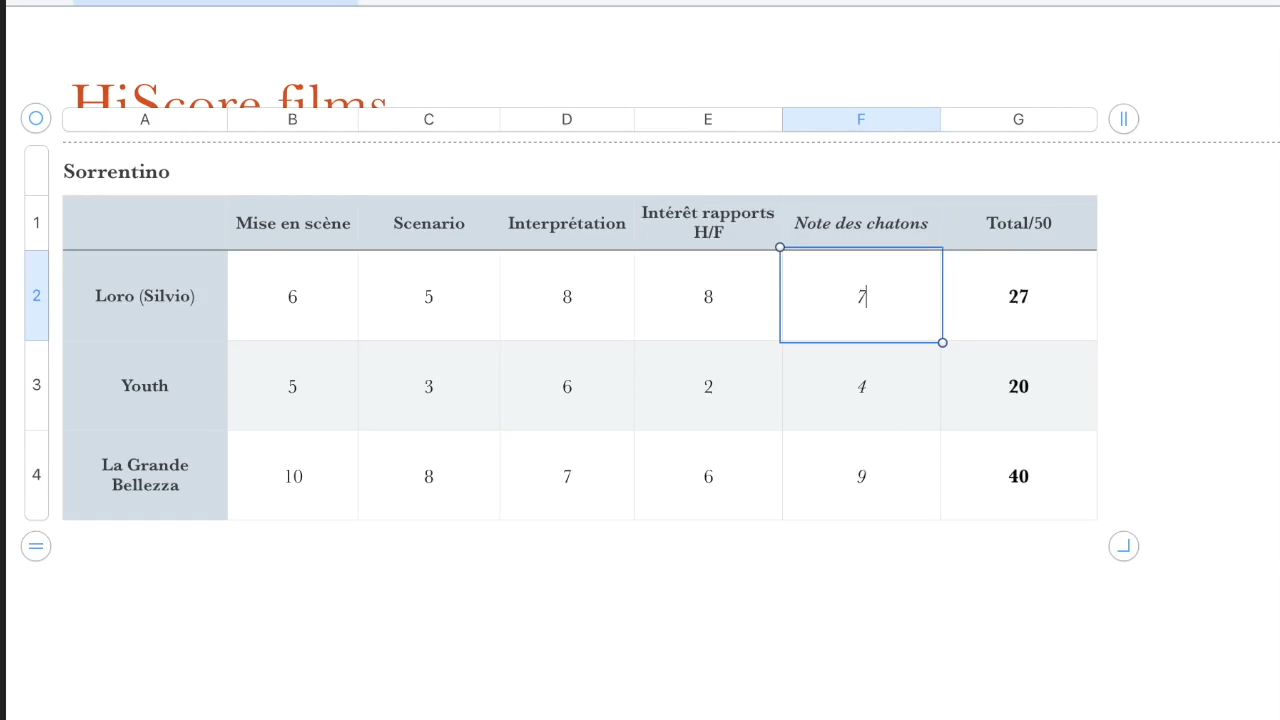 HiScore films
A B C D E F G
Sorrentino
Mise en scène Scenario Interprétation Intérêt rapports H/F Note des chatons Total/50
1
2 Loro (Silvio) 6 5 8 8 7 27
3 Youth 5 3 6 2 4 20
4 La Grande Bellezza 10 8 7 6 9 40